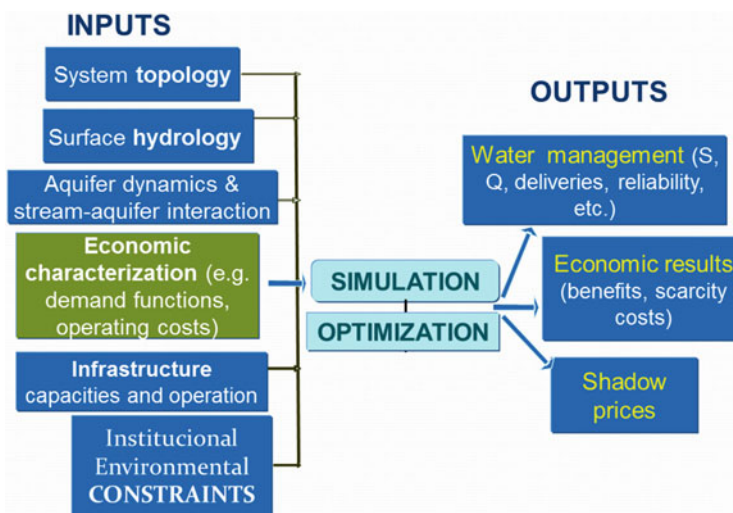 INPUTS
System topology
Surface hydrology
Aquifer dynamics &
stream-aquifer interaction
Economic
characterization (e.g.
demand functions,
operating costs)
Infrastructure
capacities and operation
Institucional
Environmental
CONSTRAINTS
SIMULATION
OPTIMIZATION
OUTPUTS
Water management (S,
Q, deliveries, reliability,
etc.)
Economic results
(benefits, scarcity
costs)
Shadow
prices